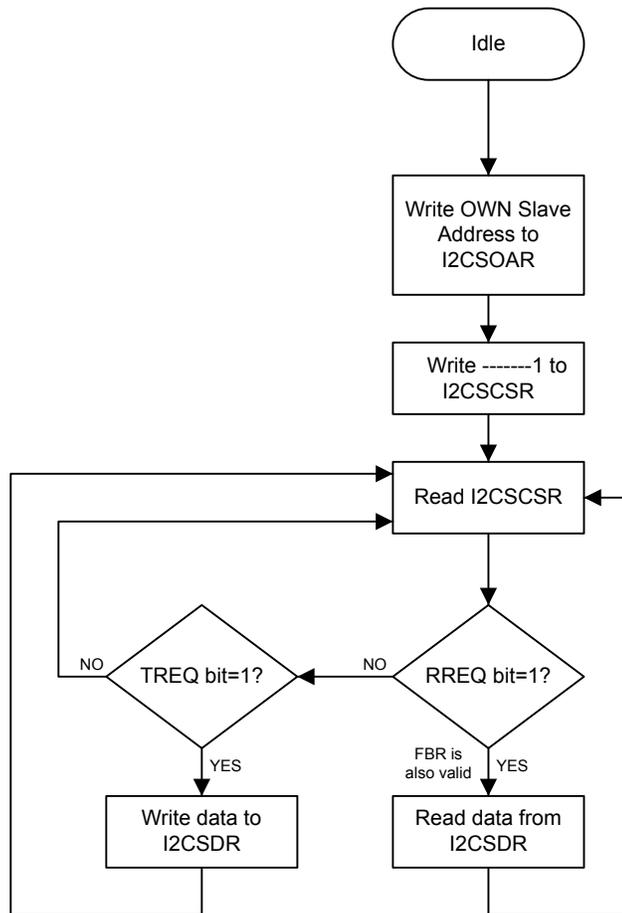 Idle
Write OWN Slave
Address to
I2CSOAR
Write -------1 to
I2CSCSR
Read I2CSCSR
NO
TREQ bit=1?
NO
RREQ bit=1?
YES
FBR is
also valid
YES
Write data to
I2CSDR
Read data from
I2CSDR